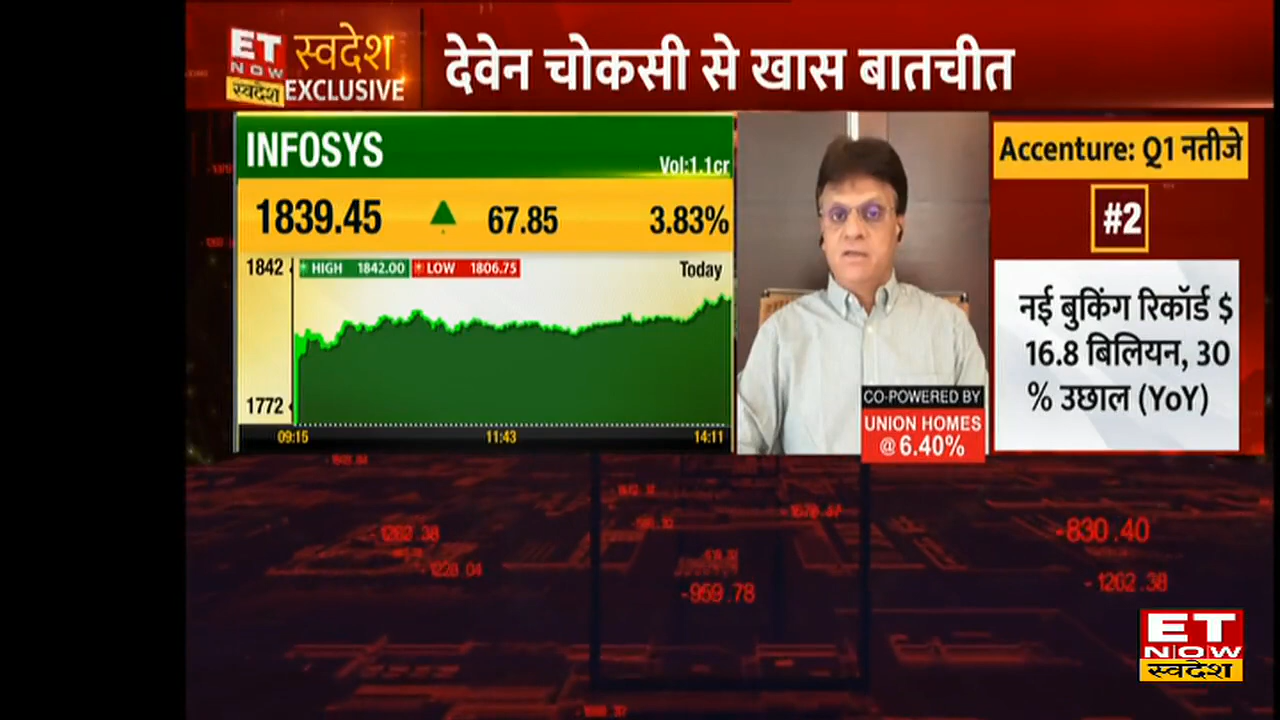 ET
NOW
स्वदेश
स्वदेश
EXCLUSIVE
देवेन चोकसी से खास बातचीत
INFOSYS
Vol:1.1cr
1839.45 ▲ 67.85 3.83%
1842
HIGH 1842.00 LOW 1806.75
Today
1772
09:15 11:43 14:11
CO-POWERED BY
UNION HOMES
@ 6.40%
Accenture: Q1 नतीजे
#2
नई बुकिंग रिकॉर्ड $
16.8 बिलियन, 30
% उछाल (YoY)
-1262.38
-1228.04
-959.78
-830.40
-1262.38
ET
NOW
स्वदेश